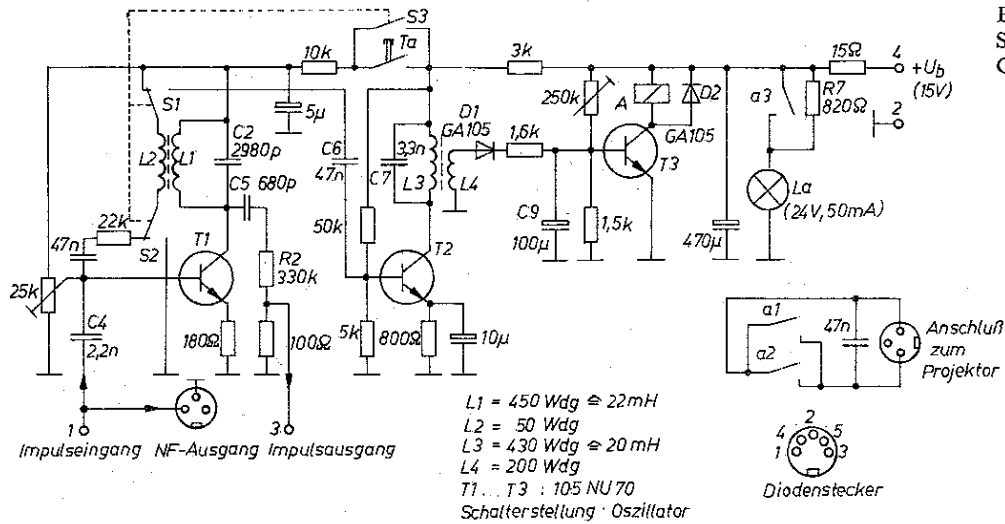 E
S
C
S3
Ta
10k
3k
15Ω
4
+Ub
(15V)
S1
5µ
250k
A
D2
a3
R7
820Ω
2
C2
2980p
C6
47n
D1
GA105
1,6k
GA105
L2
L1
3,3n
C7
L3
L4
T3
C5 680p
La
(24V, 50mA)
22k
C9
100µ
1,5k
470µ
47n
S2
T1
R2
330k
50k
T2
25k
C4
2,2n
180Ω
100Ω
5k
800Ω
10µ
a1
a2
47n
Anschluß
zum
Projektor
1
3
Impulseingang NF-Ausgang Impulsausgang
L1 = 450 Wdg ≙ 22mH
L2 = 50 Wdg
L3 = 430 Wdg ≙ 20 mH
L4 = 200 Wdg
T1...T3 : 105 NU 70
Schalterstellung · Oszillator
2
4
5
1
3
Diodenstecker